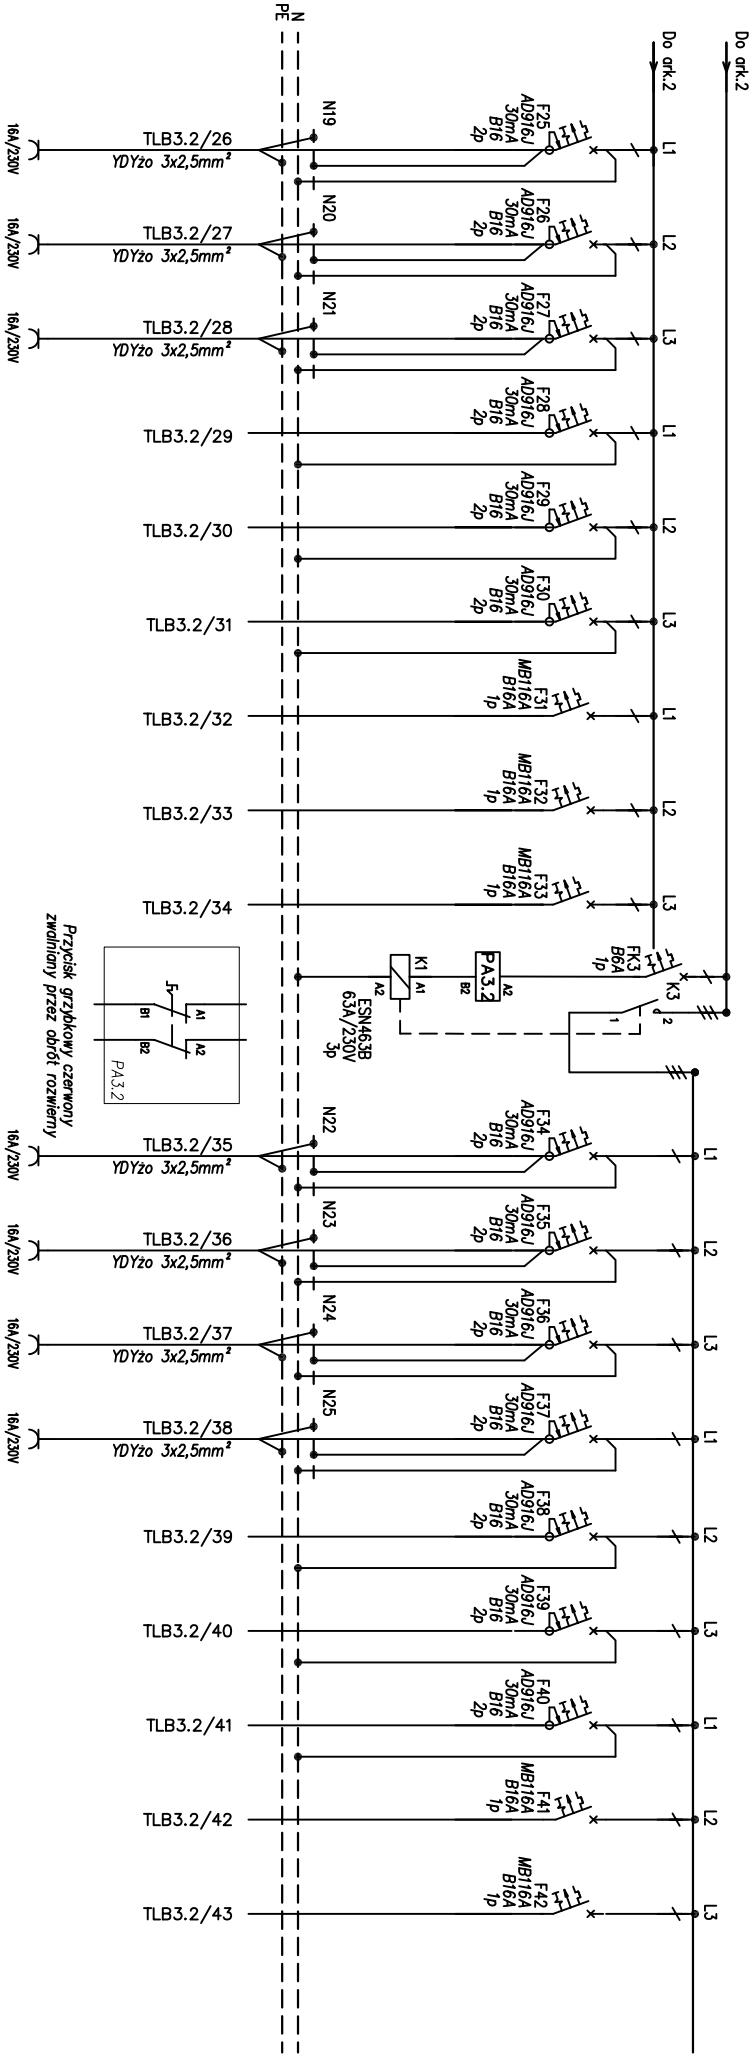 Do ark.2
Do ark.2
N
PE
L1
F25
AD916J
30mA
B16
2p
N19
TLB3.2/26
YDYżo 3x2,5mm²
16A/230V
L2
F26
AD916J
30mA
B16
2p
N20
TLB3.2/27
YDYżo 3x2,5mm²
16A/230V
L3
F27
AD916J
30mA
B16
2p
N21
TLB3.2/28
YDYżo 3x2,5mm²
16A/230V
L1
F28
AD916J
30mA
B16
2p
TLB3.2/29
L2
F29
AD916J
30mA
B16
2p
TLB3.2/30
L3
F30
AD916J
30mA
B16
2p
TLB3.2/31
L1
F31
MB116A
B16A
1p
TLB3.2/32
L2
F32
MB116A
B16A
1p
TLB3.2/33
L3
F33
MB116A
B16A
1p
TLB3.2/34
FK3
B6A
1p
K3
2
1
PA3.2
A2
B2
K1
A1
A2
ESN463B
63A/230V
3p
A1
B1
A2
B2
PA3.2
Przycisk grzybkowy czerwony
zwalniany przez obrót rozwierny
L1
F34
AD916J
30mA
B16
2p
N22
TLB3.2/35
YDYżo 3x2,5mm²
16A/230V
L2
F35
AD916J
30mA
B16
2p
N23
TLB3.2/36
YDYżo 3x2,5mm²
16A/230V
L3
F36
AD916J
30mA
B16
2p
N24
TLB3.2/37
YDYżo 3x2,5mm²
16A/230V
L1
F37
AD916J
30mA
B16
2p
N25
TLB3.2/38
YDYżo 3x2,5mm²
16A/230V
L2
F38
AD916J
30mA
B16
2p
TLB3.2/39
L3
F39
AD916J
30mA
B16
2p
TLB3.2/40
L1
F40
AD916J
30mA
B16
2p
TLB3.2/41
L2
F41
MB116A
B16A
1p
TLB3.2/42
L3
F42
MB116A
B16A
1p
TLB3.2/43